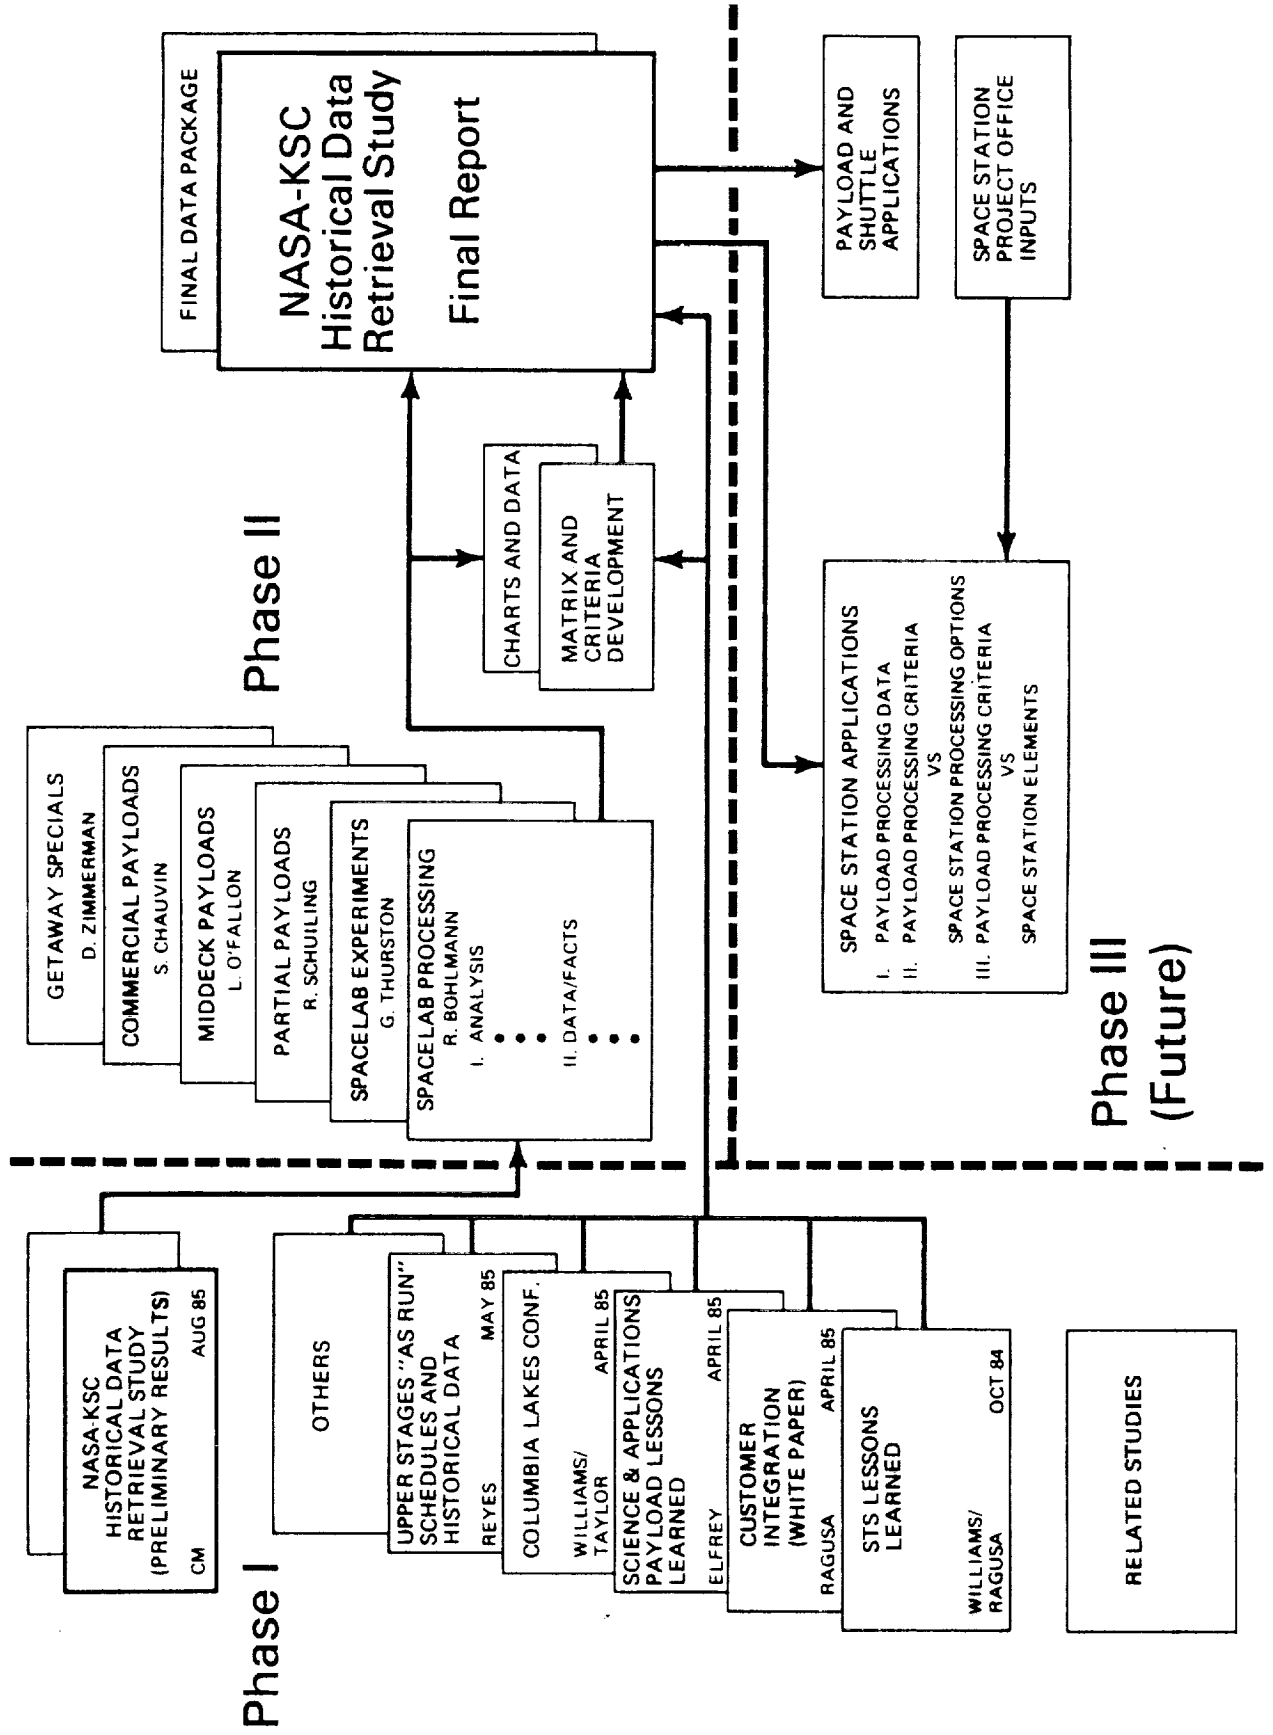 Phase I
NASA-KSC
HISTORICAL DATA
RETRIEVAL STUDY
(PRELIMINARY RESULTS)
CM AUG 85
OTHERS
UPPER STAGES "AS RUN"
SCHEDULES AND
HISTORICAL DATA
REYES MAY 85
COLUMBIA LAKES CONF.
WILLIAMS/
TAYLOR APRIL 85
SCIENCE & APPLICATIONS
PAYLOAD LESSONS
LEARNED
ELFREY APRIL 85
CUSTOMER
INTEGRATION
(WHITE PAPER)
RAGUSA APRIL 85
STS LESSONS
LEARNED
WILLIAMS/
RAGUSA OCT 84
RELATED STUDIES
Phase II
GETAWAY SPECIALS
D. ZIMMERMAN
COMMERCIAL PAYLOADS
S. CHAUVIN
MIDDECK PAYLOADS
L. O'FALLON
PARTIAL PAYLOADS
R. SCHUILING
SPACELAB EXPERIMENTS
G. THURSTON
SPACELAB PROCESSING
R. BOHLMANN
I. ANALYSIS
II. DATA/FACTS
CHARTS AND DATA
MATRIX AND
CRITERIA
DEVELOPMENT
FINAL DATA PACKAGE
NASA-KSC
Historical Data
Retrieval Study
Final Report
Phase III
(Future)
SPACE STATION APPLICATIONS
I. PAYLOAD PROCESSING DATA
II. PAYLOAD PROCESSING CRITERIA
VS
SPACE STATION PROCESSING OPTIONS
III. PAYLOAD PROCESSING CRITERIA
VS
SPACE STATION ELEMENTS
PAYLOAD AND
SHUTTLE
APPLICATIONS
SPACE STATION
PROJECT OFFICE
INPUTS